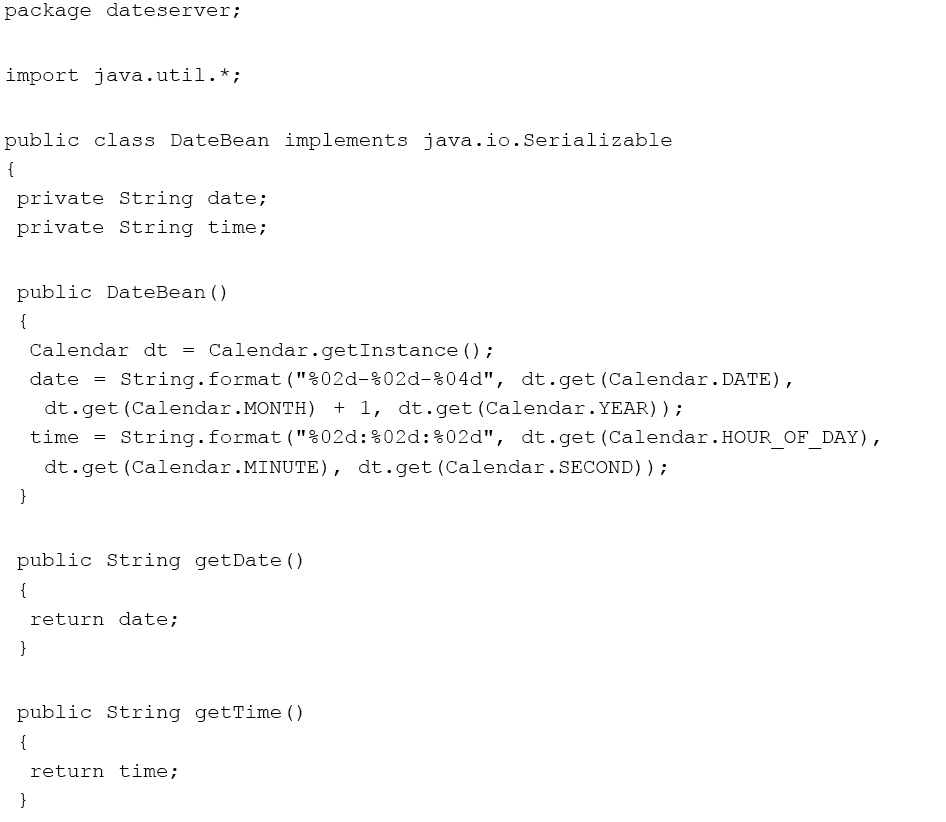 package dateserver;
import java.util.*;
public class DateBean implements java.io.Serializable
{
private String date;
private String time;
public DateBean()
{
Calendar dt = Calendar.getInstance();
date = String.format("%02d-%02d-%04d", dt.get(Calendar.DATE),
dt.get(Calendar.MONTH) + 1, dt.get(Calendar.YEAR));
time = String.format("%02d:%02d:%02d", dt.get(Calendar.HOUR_OF_DAY),
dt.get(Calendar.MINUTE), dt.get(Calendar.SECOND));
}
public String getDate()
{
return date;
}
public String getTime()
{
return time;
}